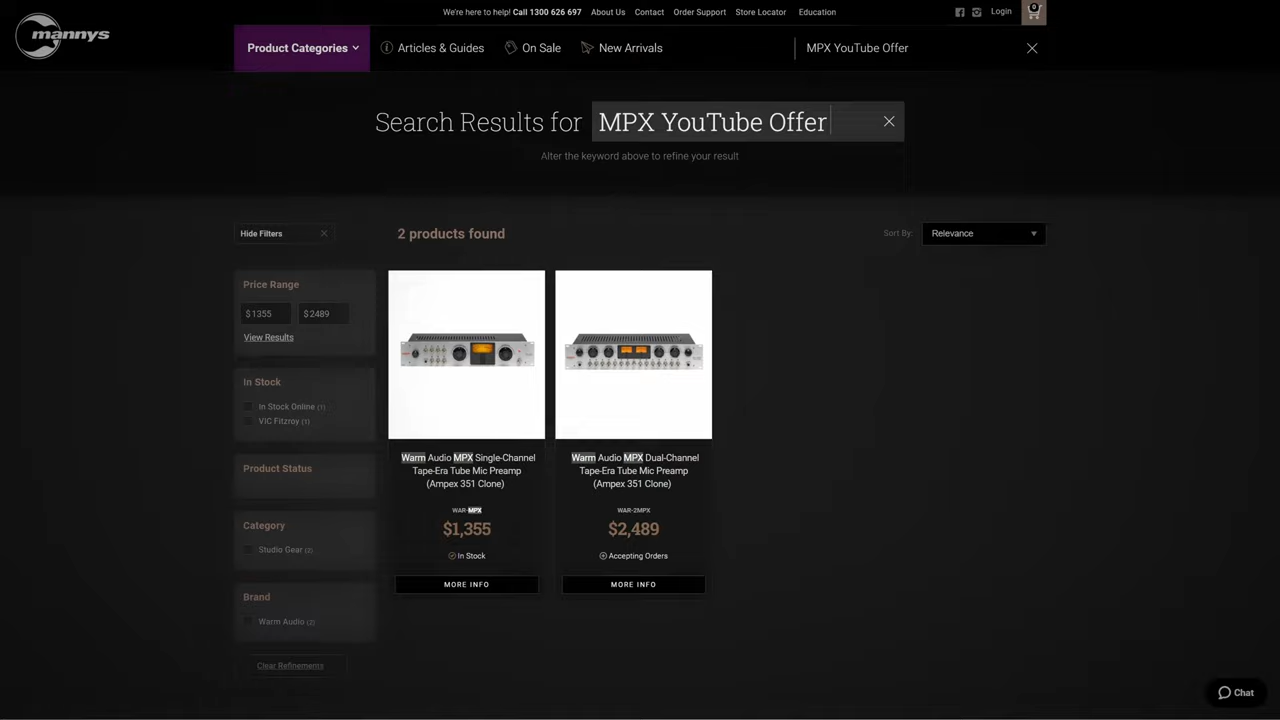 mannys
We're here to help! Call 1300 626 697
About Us
Contact
Order Support
Store Locator
Education
Login
0
Product Categories
Articles & Guides
On Sale
New Arrivals
MPX YouTube Offer
Search Results for MPX YouTube Offer
Alter the keyword above to refine your result
Hide Filters
2 products found
Sort By: Relevance
Price Range
$1355
$2489
View Results
In Stock
In Stock Online (1)
VIC Fitzroy (1)
Product Status
Category
Studio Gear (2)
Brand
Warm Audio (2)
Clear Refinements
Warm Audio MPX Single-Channel
Tape-Era Tube Mic Preamp
(Ampex 351 Clone)
WAR-MPX
$1,355
In Stock
MORE INFO
Warm Audio MPX Dual-Channel
Tape-Era Tube Mic Preamp
(Ampex 351 Clone)
WAR-2MPX
$2,489
Accepting Orders
MORE INFO
Chat